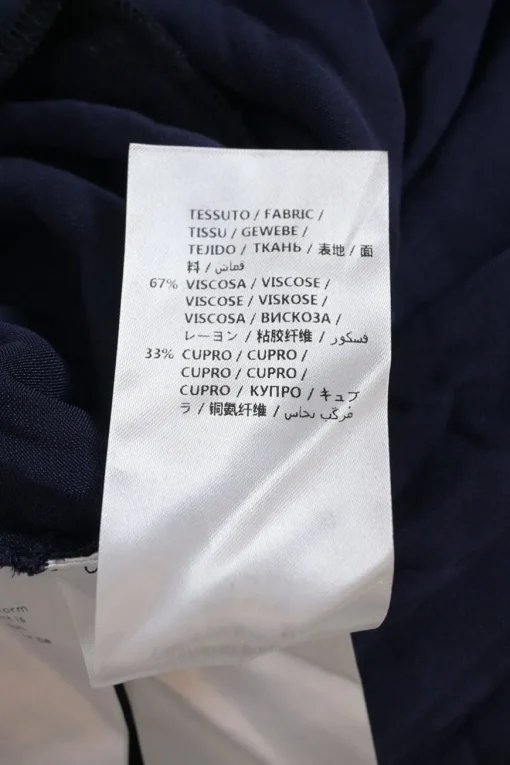 TESSUTO / FABRIC /
TISSU / GEWEBE /
TEJIDO / ТКАНЬ / 表地 / 面
料 / قماش
67% VISCOSA / VISCOSE /
VISCOSE / VISKOSE /
VISCOSA / ВИСКОЗА /
レーヨン / 粘胶纤维 / فسكوز
33% CUPRO / CUPRO /
CUPRO / CUPRO /
CUPRO / КУПРО / キュプ
ラ / 铜氨纤维 / مركب نحاس